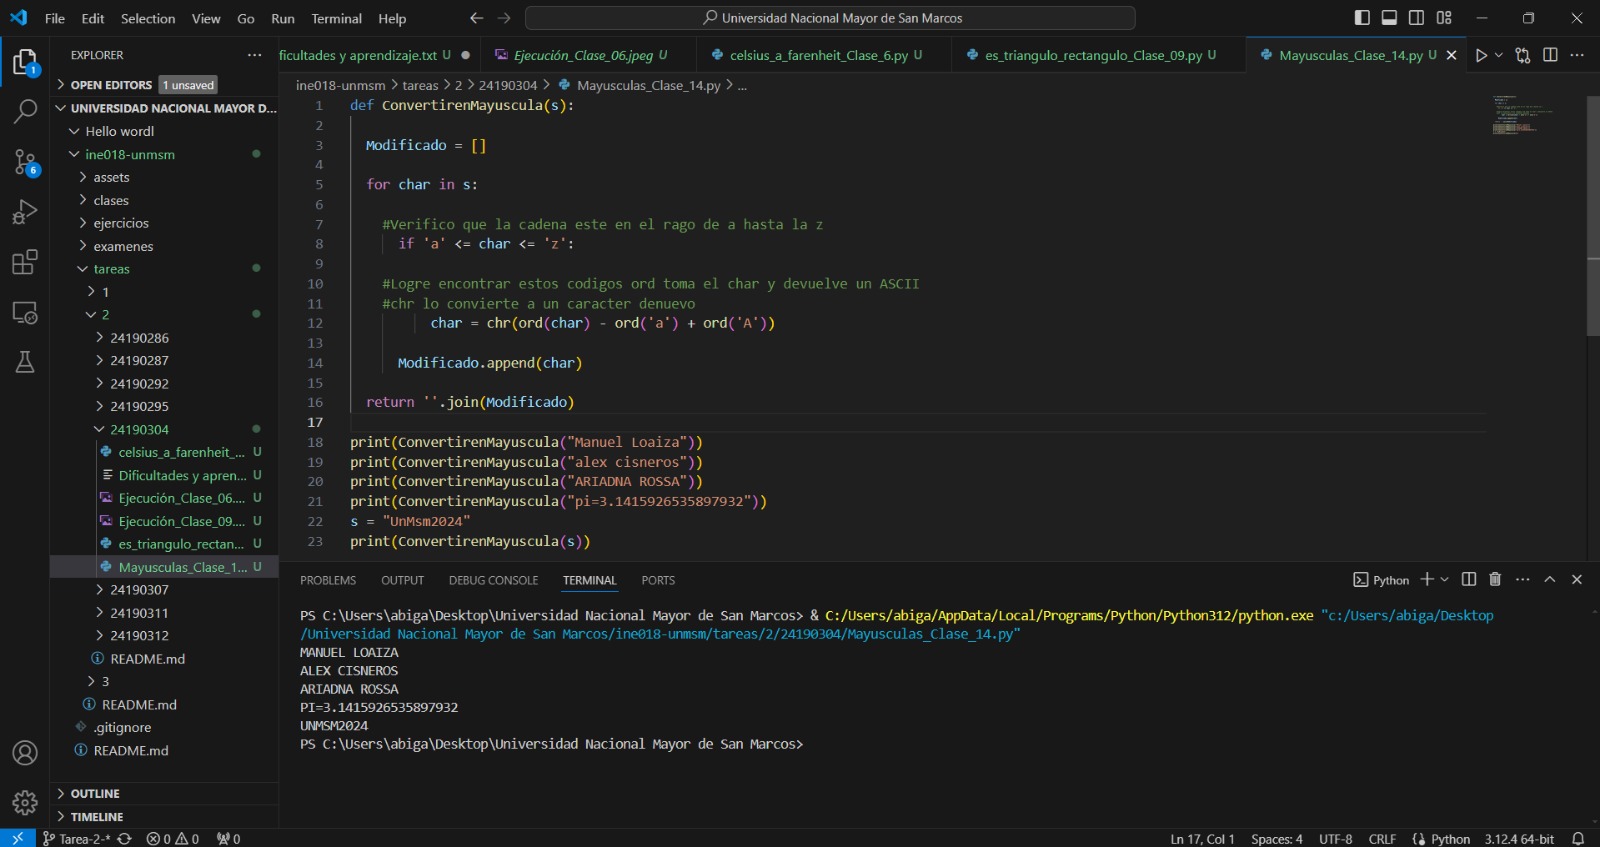 File Edit Selection View Go Run Terminal Help
Universidad Nacional Mayor de San Marcos
EXPLORER
OPEN EDITORS 1 unsaved
UNIVERSIDAD NACIONAL MAYOR D...
Hello wordl
ine018-unmsm
assets
clases
ejercicios
examenes
tareas
1
2
24190286
24190287
24190292
24190295
24190304
celsius_a_farenheit_... U
Dificultades y apren... U
Ejecución_Clase_06.... U
Ejecución_Clase_09.... U
es_triangulo_rectan... U
Mayusculas_Clase_1... U
24190307
24190311
24190312
README.md
3
README.md
.gitignore
README.md
OUTLINE
TIMELINE
1
6
ficultades y aprendizaje.txt U
Ejecución_Clase_06.jpeg U
celsius_a_farenheit_Clase_6.py U
es_triangulo_rectangulo_Clase_09.py U
Mayusculas_Clase_14.py U
ine018-unmsm > tareas > 2 > 24190304 > Mayusculas_Clase_14.py > ...
1 def ConvertirenMayuscula(s):
2
3 Modificado = []
4
5 for char in s:
6
7 #Verifico que la cadena este en el rago de a hasta la z
8 if 'a' <= char <= 'z':
9
10 #Logre encontrar estos codigos ord toma el char y devuelve un ASCII
11 #chr lo convierte a un caracter denuevo
12 char = chr(ord(char) - ord('a') + ord('A'))
13
14 Modificado.append(char)
15
16 return ''.join(Modificado)
17
18 print(ConvertirenMayuscula("Manuel Loaiza"))
19 print(ConvertirenMayuscula("alex cisneros"))
20 print(ConvertirenMayuscula("ARIADNA ROSSA"))
21 print(ConvertirenMayuscula("pi=3.1415926535897932"))
22 s = "UnMsm2024"
23 print(ConvertirenMayuscula(s))
PROBLEMS OUTPUT DEBUG CONSOLE TERMINAL PORTS
Python
PS C:\Users\abiga\Desktop\Universidad Nacional Mayor de San Marcos> & C:/Users/abiga/AppData/Local/Programs/Python/Python312/python.exe "c:/Users/abiga/Desktop
/Universidad Nacional Mayor de San Marcos/ine018-unmsm/tareas/2/24190304/Mayusculas_Clase_14.py"
MANUEL LOAIZA
ALEX CISNEROS
ARIADNA ROSSA
PI=3.1415926535897932
UNMSM2024
PS C:\Users\abiga\Desktop\Universidad Nacional Mayor de San Marcos>
Tarea-2-* 0 0 0
Ln 17, Col 1 Spaces: 4 UTF-8 CRLF Python 3.12.4 64-bit